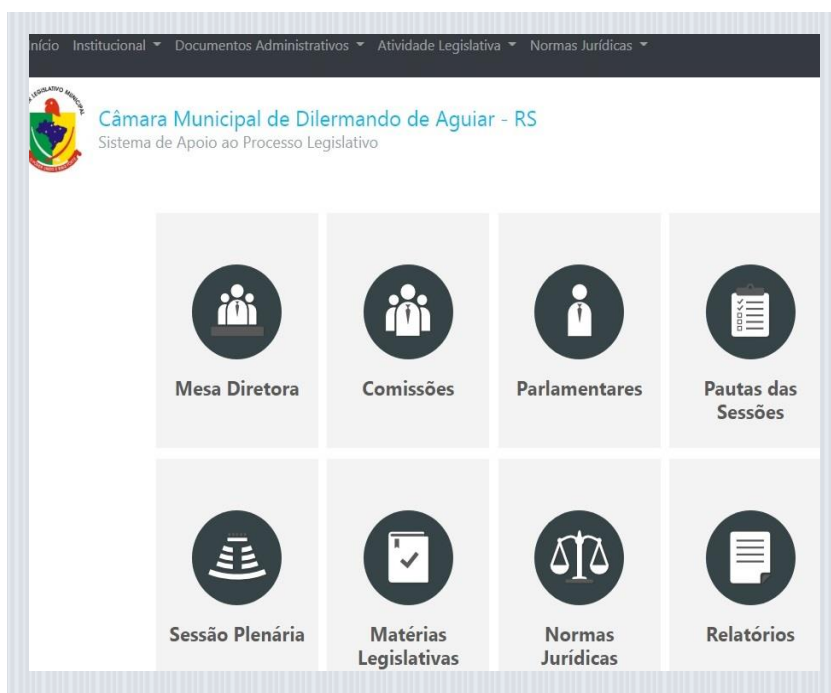 Início Institucional Documentos Administrativos Atividade Legislativa Normas Jurídicas
Câmara Municipal de Dilermando de Aguiar - RS
Sistema de Apoio ao Processo Legislativo
Mesa Diretora
Comissões
Parlamentares
Pautas das
Sessões
Sessão Plenária
Matérias
Legislativas
Normas
Jurídicas
Relatórios